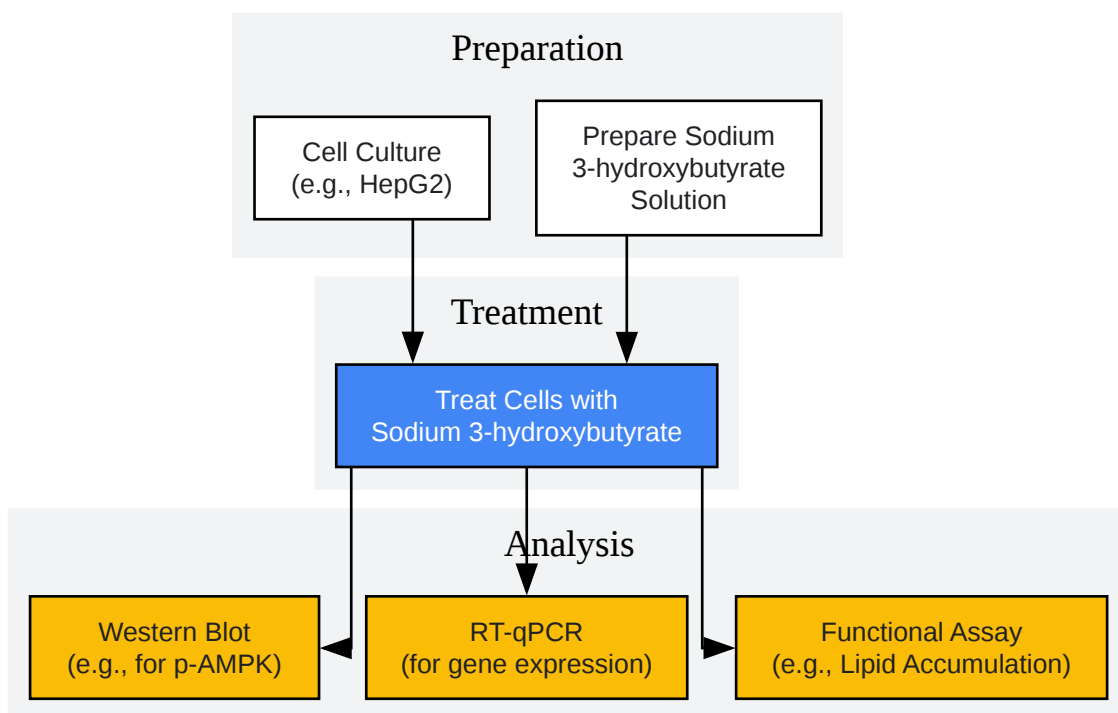 Preparation
Cell Culture
(e.g., HepG2)
Prepare Sodium
3-hydroxybutyrate
Solution
Treatment
Treat Cells with
Sodium 3-hydroxybutyrate
Analysis
Western Blot
(e.g., for p-AMPK)
RT-qPCR
(for gene expression)
Functional Assay
(e.g., Lipid Accumulation)